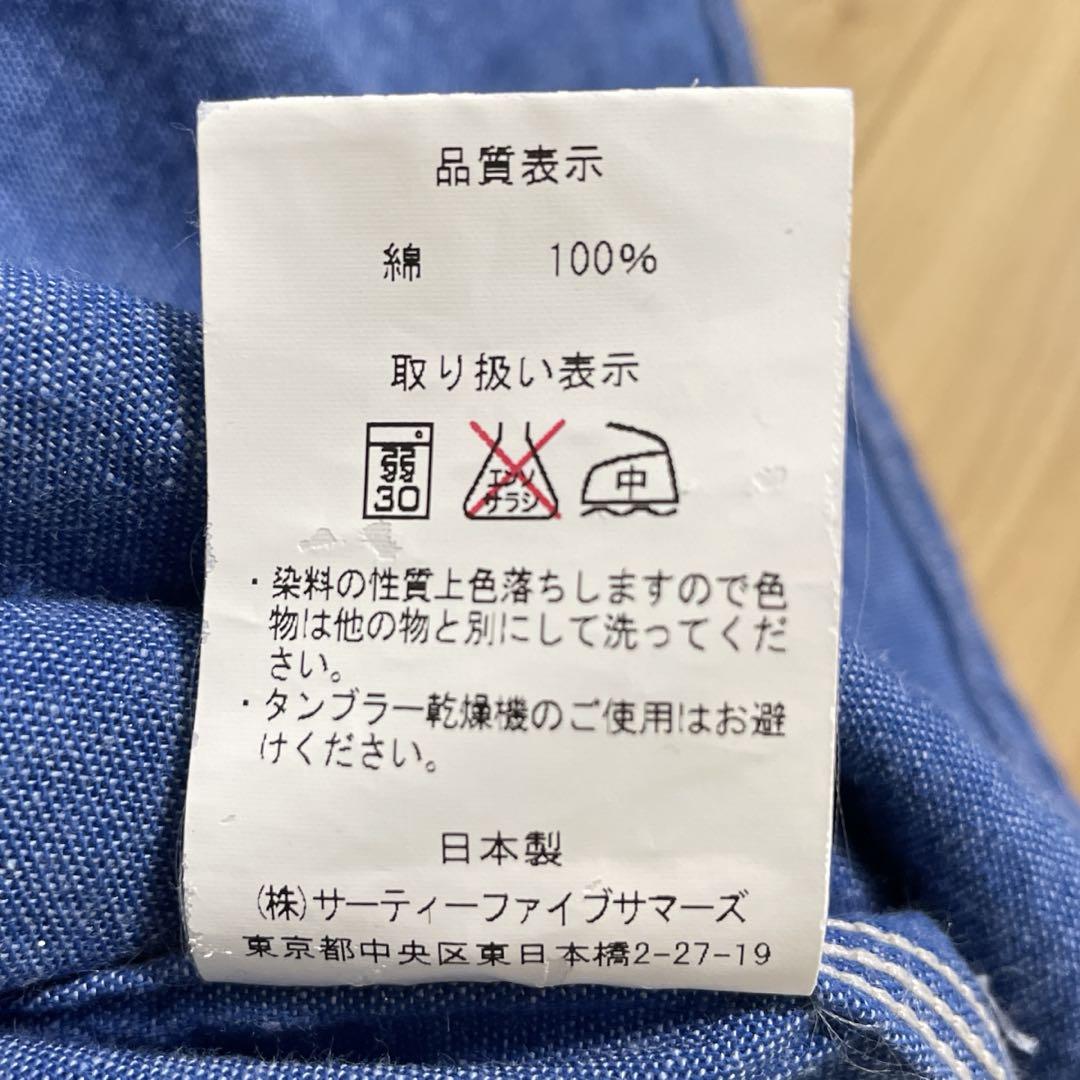 品質表示
綿 100%
取り扱い表示
弱
30
エンソ
サラシ
中
・染料の性質上色落ちしますので色
物は他の物と別にして洗ってくだ
さい。
・タンブラー乾燥機のご使用はお避
けください。
日本製
(株)サーティーファイブサマーズ
東京都中央区東日本橋2-27-19